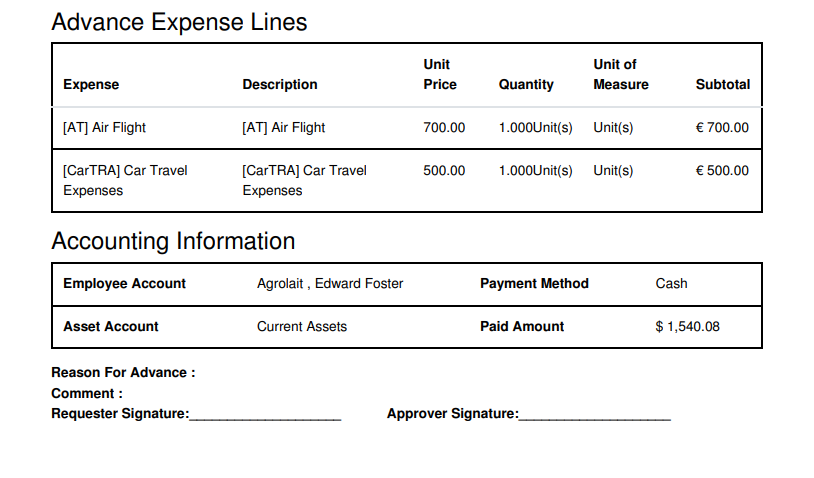 Advance Expense Lines
Expense Description Unit Price Quantity Unit of Measure Subtotal
[AT] Air Flight [AT] Air Flight 700.00 1.000Unit(s) Unit(s) € 700.00
[CarTRA] Car Travel Expenses [CarTRA] Car Travel Expenses 500.00 1.000Unit(s) Unit(s) € 500.00
Accounting Information
Employee Account Agrolait , Edward Foster Payment Method Cash
Asset Account Current Assets Paid Amount $ 1,540.08
Reason For Advance :
Comment :
Requester Signature:____________________ Approver Signature:____________________